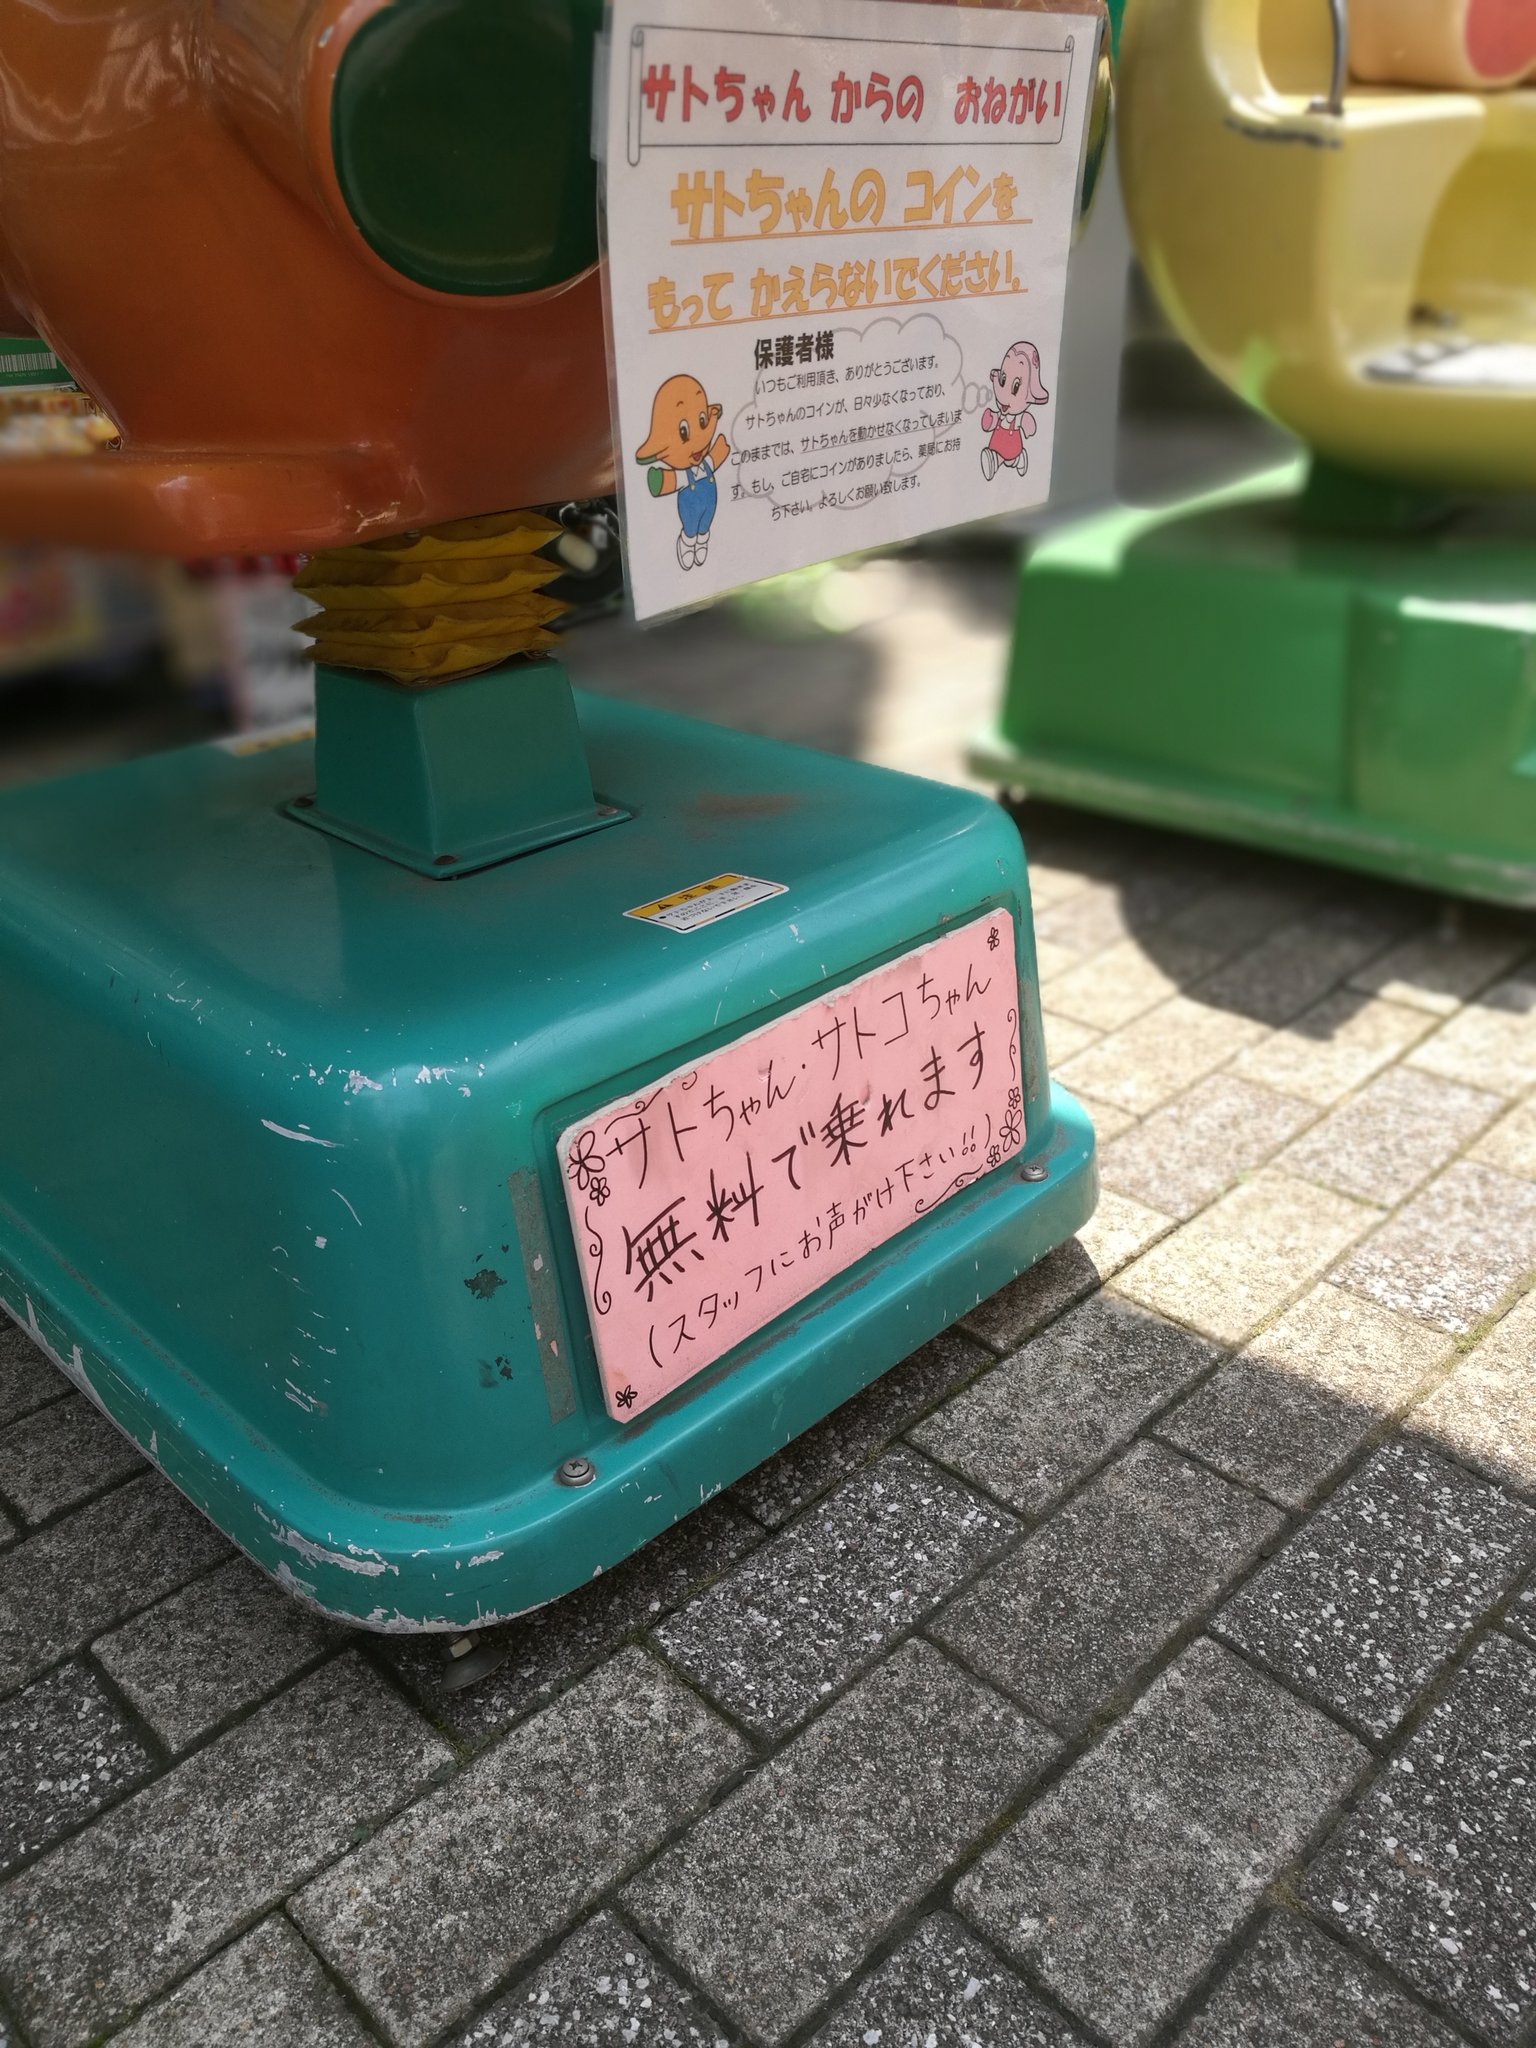 サトちゃん からの おねがい
サトちゃんの コインを
もって かえらないでください。
保護者様
いつもご利用頂き、ありがとうございます。
サトちゃんのコインが、日々少なくなっており、
このままでは、サトちゃんを動かせなくなってしまいま
す。もし、ご自宅にコインがありましたら、薬局にお持
ち下さい。よろしくお願い致します。
注意
サトちゃん・サトコちゃん
無料で乗れます
(スタッフにお声がけ下さい!!)